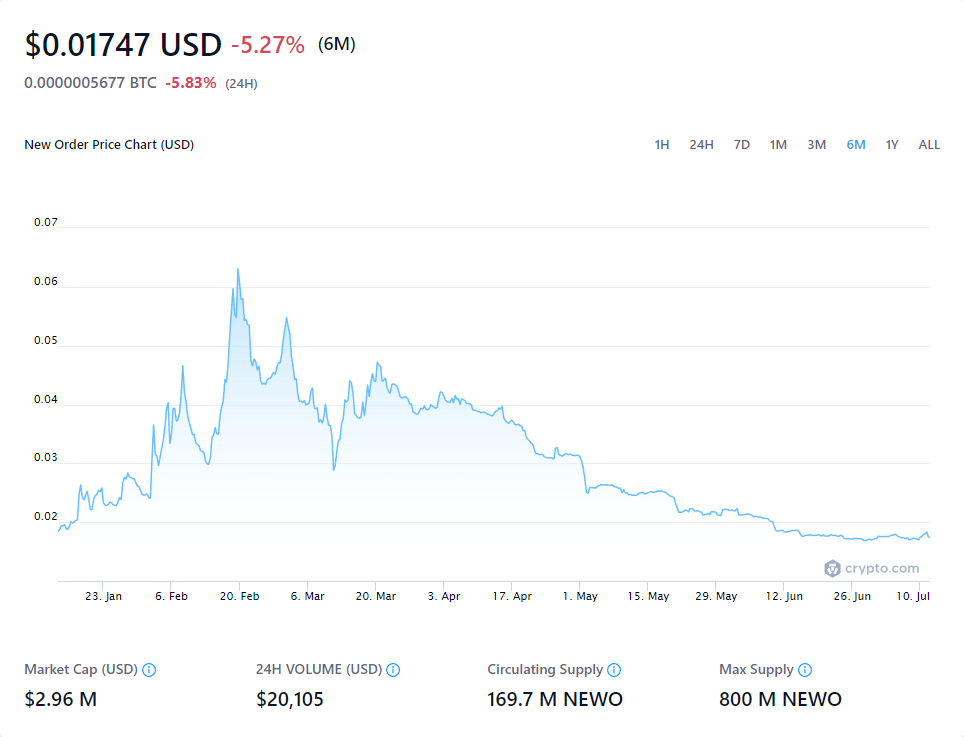 $0.01747 USD -5.27% (6M)
0.0000005677 BTC -5.83% (24H)
New Order Price Chart (USD) 1H 24H 7D 1M 3M 6M 1Y ALL
0.07
0.06
0.05
0.04
0.03
0.02
crypto.com
23. Jan 6. Feb 20. Feb 6. Mar 20. Mar 3. Apr 17. Apr 1. May 15. May 29. May 12. Jun 26. Jun 10. Jul
Market Cap (USD) 24H VOLUME (USD) Circulating Supply Max Supply
$2.96 M $20,105 169.7 M NEWO 800 M NEWO